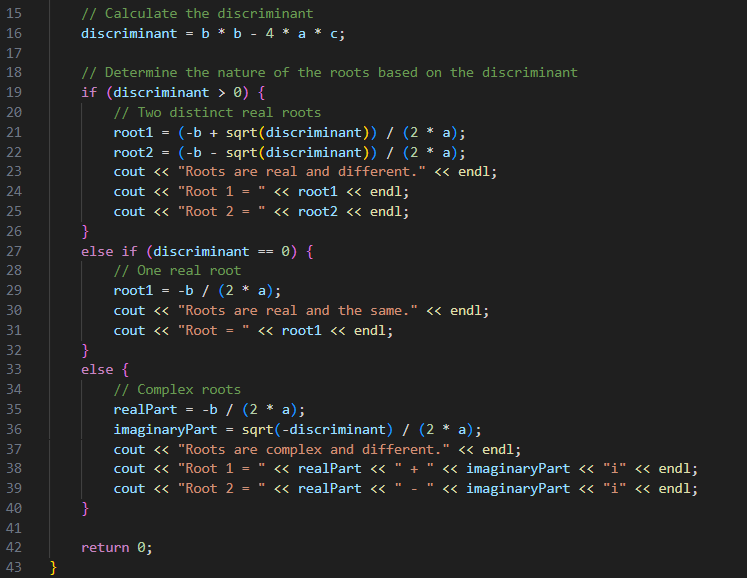 15 // Calculate the discriminant
16 discriminant = b * b - 4 * a * c;
17
18 // Determine the nature of the roots based on the discriminant
19 if (discriminant > 0) {
20 // Two distinct real roots
21 root1 = (-b + sqrt(discriminant)) / (2 * a);
22 root2 = (-b - sqrt(discriminant)) / (2 * a);
23 cout << "Roots are real and different." << endl;
24 cout << "Root 1 = " << root1 << endl;
25 cout << "Root 2 = " << root2 << endl;
26 }
27 else if (discriminant == 0) {
28 // One real root
29 root1 = -b / (2 * a);
30 cout << "Roots are real and the same." << endl;
31 cout << "Root = " << root1 << endl;
32 }
33 else {
34 // Complex roots
35 realPart = -b / (2 * a);
36 imaginaryPart = sqrt(-discriminant) / (2 * a);
37 cout << "Roots are complex and different." << endl;
38 cout << "Root 1 = " << realPart << " + " << imaginaryPart << "i" << endl;
39 cout << "Root 2 = " << realPart << " - " << imaginaryPart << "i" << endl;
40 }
41
42 return 0;
43 }